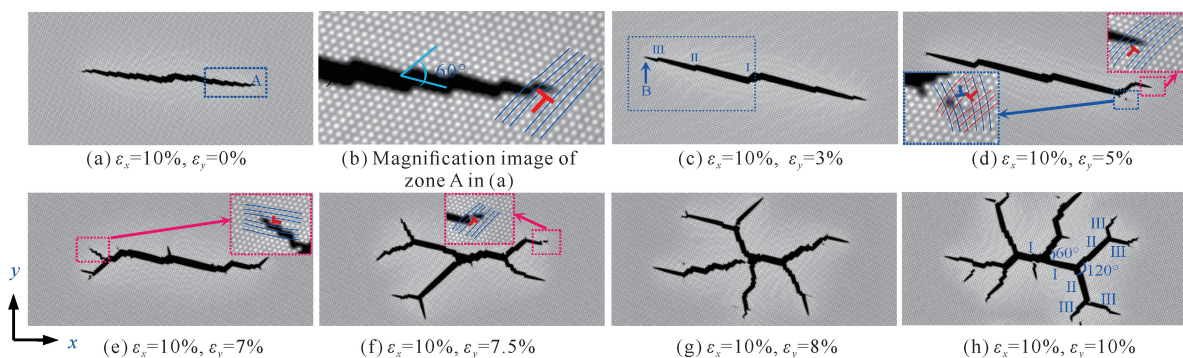 A
(a) εx=10%, εy=0%
60°
(b) Magnification image of
zone A in (a)
III
II
I
B
(c) εx=10%, εy=3%
(d) εx=10%, εy=5%
(e) εx=10%, εy=7%
(f) εx=10%, εy=7.5%
(g) εx=10%, εy=8%
III
II
III
I
60°
I
120°
II
III
III
(h) εx=10%, εy=10%
y
x